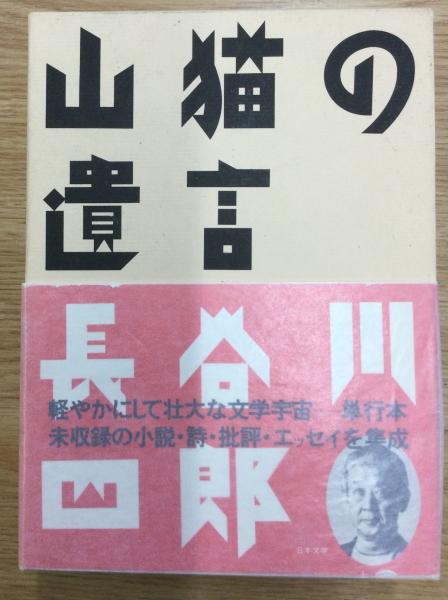 山猫の
遺言
長谷川
四郎
軽やかにして壮大な文学宇宙 単行本
未収録の小説・詩・批評・エッセイを集成
日本文学